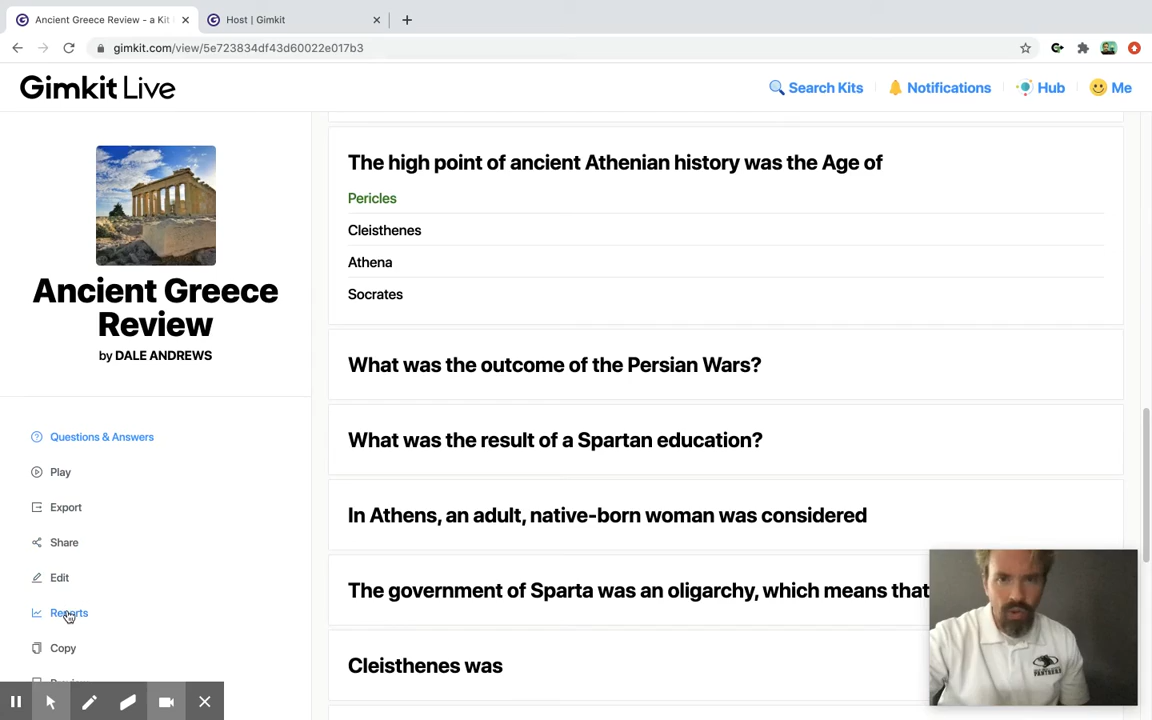 Ancient Greece Review - a Kit
Host | Gimkit
gimkit.com/view/5e723834df43d60022e017b3
Gimkit Live
Search Kits
Notifications
Hub
Me
Ancient Greece
Review
by DALE ANDREWS
Questions & Answers
Play
Export
Share
Edit
Reports
Copy
The high point of ancient Athenian history was the Age of
Pericles
Cleisthenes
Athena
Socrates
What was the outcome of the Persian Wars?
What was the result of a Spartan education?
In Athens, an adult, native-born woman was considered
The government of Sparta was an oligarchy, which means that
Cleisthenes was
PANTHERS